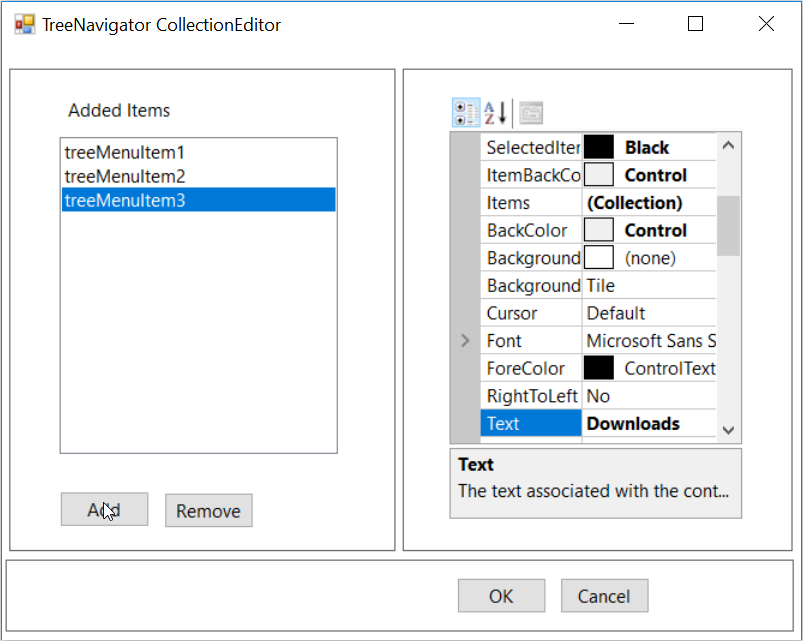 TreeNavigator CollectionEditor
Added Items
treeMenuItem1
treeMenuItem2
treeMenuItem3
Add
Remove
A
Z
SelectedIter Black
ItemBackCo Control
Items (Collection)
BackColor Control
Background (none)
Background Tile
Cursor Default
Font Microsoft Sans S
ForeColor ControlText
RightToLeft No
Text Downloads
Text
The text associated with the cont...
OK
Cancel